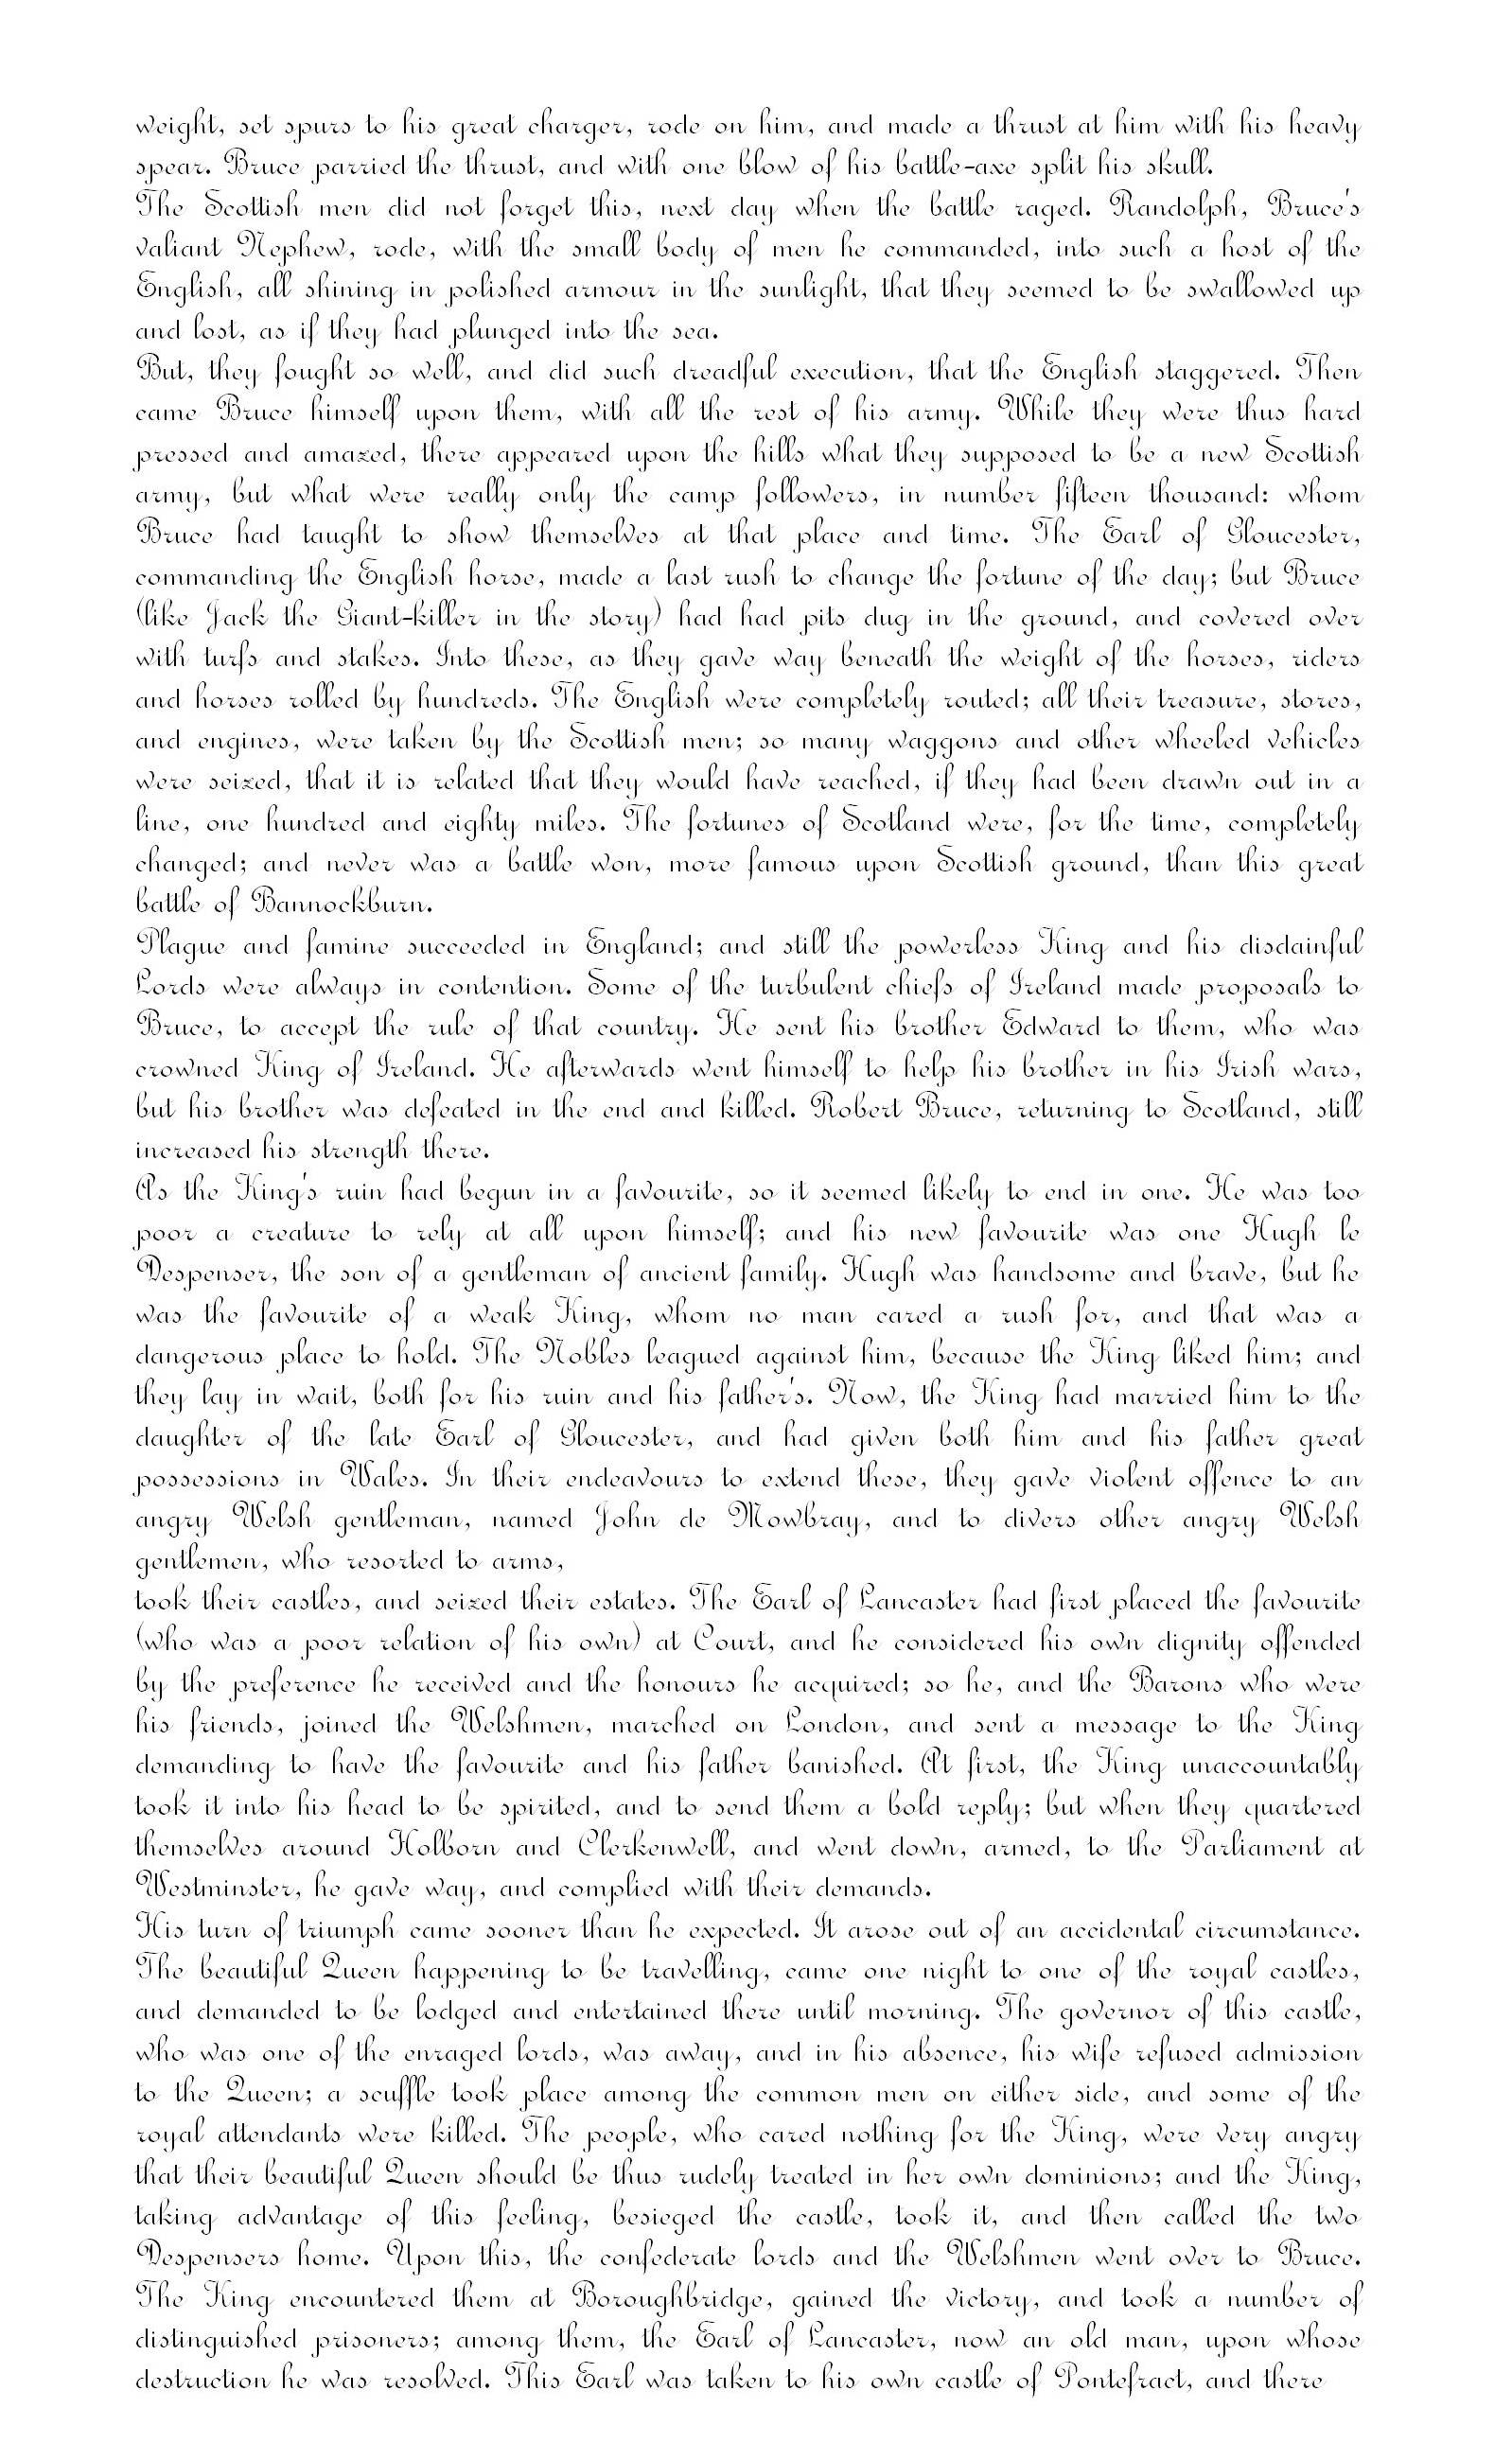 weight, set spurs to his great charger, rode on him, and made a thrust at him with his heavy
spear. Bruce parried the thrust, and with one blow of his battle-axe split his skull.
The Scottish men did not forget this, next day when the battle raged. Randolph, Bruce's
valiant Nephew, rode, with the small body of men he commanded, into such a host of the
English, all shining in polished armour in the sunlight, that they seemed to be swallowed up
and lost, as if they had plunged into the sea.
But, they fought so well, and did such dreadful execution, that the English staggered. Then
came Bruce himself upon them, with all the rest of his army. While they were thus hard
pressed and amazed, there appeared upon the hills what they supposed to be a new Scottish
army, but what were really only the camp followers, in number fifteen thousand: whom
Bruce had taught to show themselves at that place and time. The Earl of Gloucester,
commanding the English horse, made a last rush to change the fortune of the day; but Bruce
(like Jack the Giant-killer in the story) had had pits dug in the ground, and covered over
with turfs and stakes. Into these, as they gave way beneath the weight of the horses, riders
and horses rolled by hundreds. The English were completely routed; all their treasure, stores,
and engines, were taken by the Scottish men; so many waggons and other wheeled vehicles
were seized, that it is related that they would have reached, if they had been drawn out in a
line, one hundred and eighty miles. The fortunes of Scotland were, for the time, completely
changed; and never was a battle won, more famous upon Scottish ground, than this great
battle of Bannockburn.
Plague and famine succeeded in England; and still the powerless King and his disdainful
Lords were always in contention. Some of the turbulent chiefs of Ireland made proposals to
Bruce, to accept the rule of that country. He sent his brother Edward to them, who was
crowned King of Ireland. He afterwards went himself to help his brother in his Irish wars,
but his brother was defeated in the end and killed. Robert Bruce, returning to Scotland, still
increased his strength there.
As the King's ruin had begun in a favourite, so it seemed likely to end in one. He was too
poor a creature to rely at all upon himself; and his new favourite was one Hugh le
Despenser, the son of a gentleman of ancient family. Hugh was handsome and brave, but he
was the favourite of a weak King, whom no man cared a rush for, and that was a
dangerous place to hold. The Nobles leagued against him, because the King liked him; and
they lay in wait, both for his ruin and his father's. Now, the King had married him to the
daughter of the late Earl of Gloucester, and had given both him and his father great
possessions in Wales. In their endeavours to extend these, they gave violent offence to an
angry Welsh gentleman, named John de Mowbray, and to divers other angry Welsh
gentlemen, who resorted to arms,
took their castles, and seized their estates. The Earl of Lancaster had first placed the favourite
(who was a poor relation of his own) at Court, and he considered his own dignity offended
by the preference he received and the honours he acquired; so he, and the Barons who were
his friends, joined the Welshmen, marched on London, and sent a message to the King
demanding to have the favourite and his father banished. At first, the King unaccountably
took it into his head to be spirited, and to send them a bold reply; but when they quartered
themselves around Holborn and Clerkenwell, and went down, armed, to the Parliament at
Westminster, he gave way, and complied with their demands.
His turn of triumph came sooner than he expected. It arose out of an accidental circumstance.
The beautiful Queen happening to be travelling, came one night to one of the royal castles,
and demanded to be lodged and entertained there until morning. The governor of this castle,
who was one of the enraged lords, was away, and in his absence, his wife refused admission
to the Queen; a scuffle took place among the common men on either side, and some of the
royal attendants were killed. The people, who cared nothing for the King, were very angry
that their beautiful Queen should be thus rudely treated in her own dominions; and the King,
taking advantage of this feeling, besieged the castle, took it, and then called the two
Despensers home. Upon this, the confederate lords and the Welshmen went over to Bruce.
The King encountered them at Boroughbridge, gained the victory, and took a number of
distinguished prisoners; among them, the Earl of Lancaster, now an old man, upon whose
destruction he was resolved. This Earl was taken to his own castle of Pontefract, and there